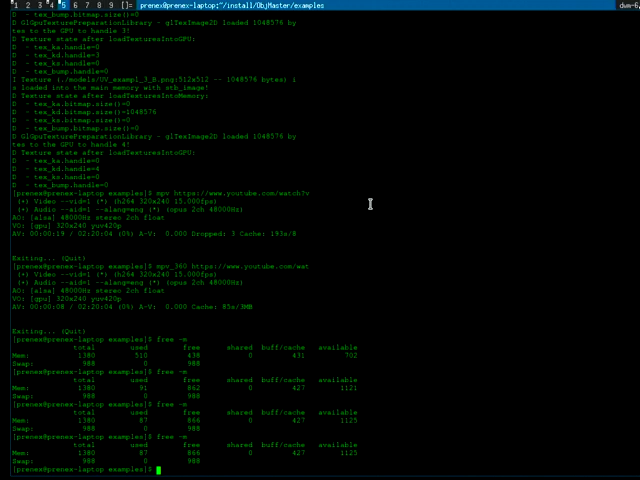 1 2 3 4 5 6 7 8 9 []= prenex@prenex-laptop:~/install/ObjMaster/examples dwm-6.
D - tex_bump.bitmap.size()=0
D GlGpuTexturePreparationLibrary - glTexImage2D loaded 1048576 by
tes to the GPU to handle 3!
D Texture state after loadTexturesIntoGPU:
D - tex_ka.handle=0
D - tex_kd.handle=3
D - tex_ks.handle=0
D - tex_bump.handle=0
I Texture (./models/UV_exampl_3_B.png:512x512 -- 1048576 bytes) i
s loaded into the main memory with stb_image!
D Texture state after loadTexturesIntoMemory:
D - tex_ka.bitmap.size()=0
D - tex_kd.bitmap.size()=1048576
D - tex_ks.bitmap.size()=0
D - tex_bump.bitmap.size()=0
D GlGpuTexturePreparationLibrary - glTexImage2D loaded 1048576 by
tes to the GPU to handle 4!
D Texture state after loadTexturesIntoGPU:
D - tex_ka.handle=0
D - tex_kd.handle=4
D - tex_ks.handle=0
D - tex_bump.handle=0
[prenex@prenex-laptop examples]$ mpv https://www.youtube.com/watch?v
(+) Video --vid=1 (*) (h264 320x240 15.000fps)
(+) Audio --aid=1 --alang=eng (*) (opus 2ch 48000Hz)
AO: [alsa] 48000Hz stereo 2ch float
VO: [gpu] 320x240 yuv420p
AV: 00:00:19 / 02:20:04 (0%) A-V: 0.000 Dropped: 3 Cache: 193s/8
Exiting... (Quit)
[prenex@prenex-laptop examples]$ mpv_360 https://www.youtube.com/wat
(+) Video --vid=1 (*) (h264 320x240 15.000fps)
(+) Audio --aid=1 --alang=eng (*) (opus 2ch 48000Hz)
AO: [alsa] 48000Hz stereo 2ch float
VO: [gpu] 320x240 yuv420p
AV: 00:00:08 / 02:20:04 (0%) A-V: 0.000 Cache: 85s/3MB
Exiting... (Quit)
[prenex@prenex-laptop examples]$ free -m
total used free shared buff/cache available
Mem: 1380 510 438 0 431 702
Swap: 988 0 988
[prenex@prenex-laptop examples]$ free -m
total used free shared buff/cache available
Mem: 1380 91 862 0 427 1121
Swap: 988 0 988
[prenex@prenex-laptop examples]$ free -m
total used free shared buff/cache available
Mem: 1380 87 866 0 427 1125
Swap: 988 0 988
[prenex@prenex-laptop examples]$ free -m
total used free shared buff/cache available
Mem: 1380 87 866 0 427 1125
Swap: 988 0 988
[prenex@prenex-laptop examples]$